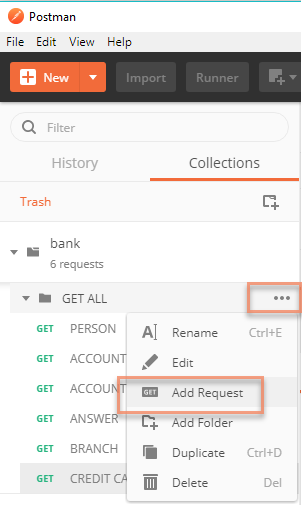 Postman
File Edit View Help
New Import Runner
Filter
History Collections
Trash
bank
6 requests
GET ALL
GET PERSON
Rename Ctrl+E
GET ACCOUNT
Edit
GET ACCOUNT
GET Add Request
GET ANSWER
Add Folder
GET BRANCH
Duplicate Ctrl+D
GET CREDIT CA
Delete Del